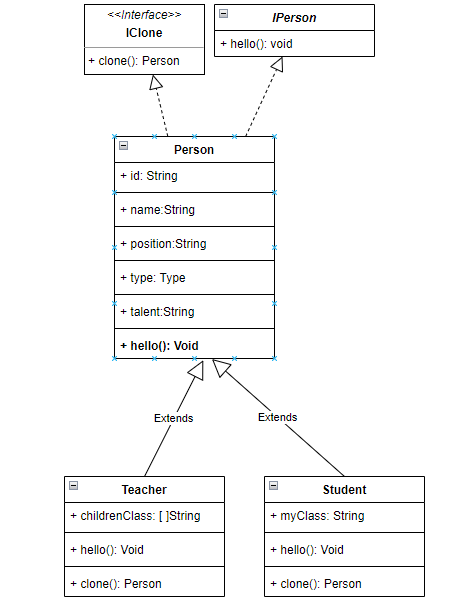 <<Interface>>
IClone
+ clone(): Person
IPerson
+ hello(): void
Person
+ id: String
+ name:String
+ position:String
+ type: Type
+ talent:String
+ hello(): Void
Extends
Extends
Teacher
+ childrenClass: [ ]String
+ hello(): Void
+ clone(): Person
Student
+ myClass: String
+ hello(): Void
+ clone(): Person